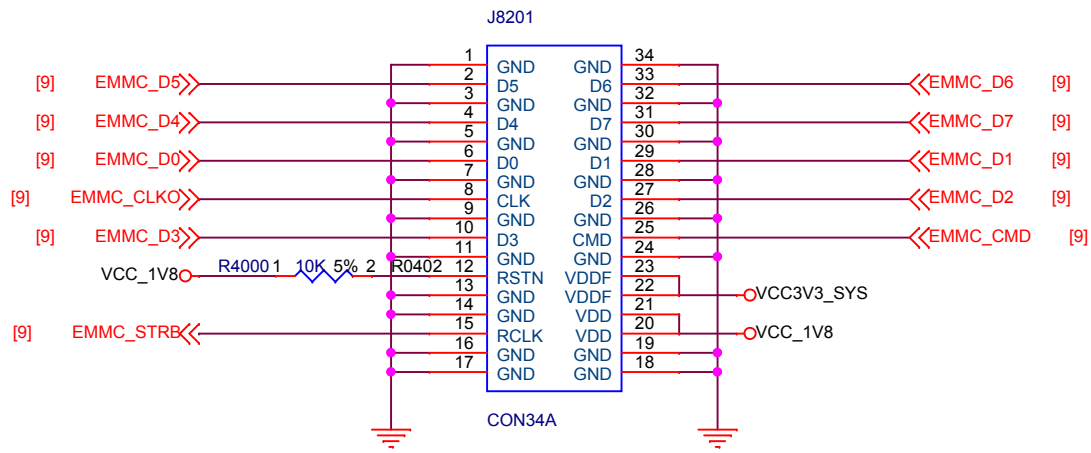 J8201
1 GND GND 34
[9] EMMC_D5 2 D5 D6 33 EMMC_D6 [9]
3 GND GND 32
[9] EMMC_D4 4 D4 D7 31 EMMC_D7 [9]
5 GND GND 30
[9] EMMC_D0 6 D0 D1 29 EMMC_D1 [9]
7 GND GND 28
[9] EMMC_CLKO 8 CLK D2 27 EMMC_D2 [9]
9 GND GND 26
[9] EMMC_D3 10 D3 CMD 25 EMMC_CMD [9]
11 GND GND 24
VCC_1V8 R4000 1 10K 5% 2 R0402 12 RSTN VDDF 23
13 GND VDDF 22 VCC3V3_SYS
14 GND VDD 21
[9] EMMC_STRB 15 RCLK VDD 20 VCC_1V8
16 GND GND 19
17 GND GND 18
CON34A